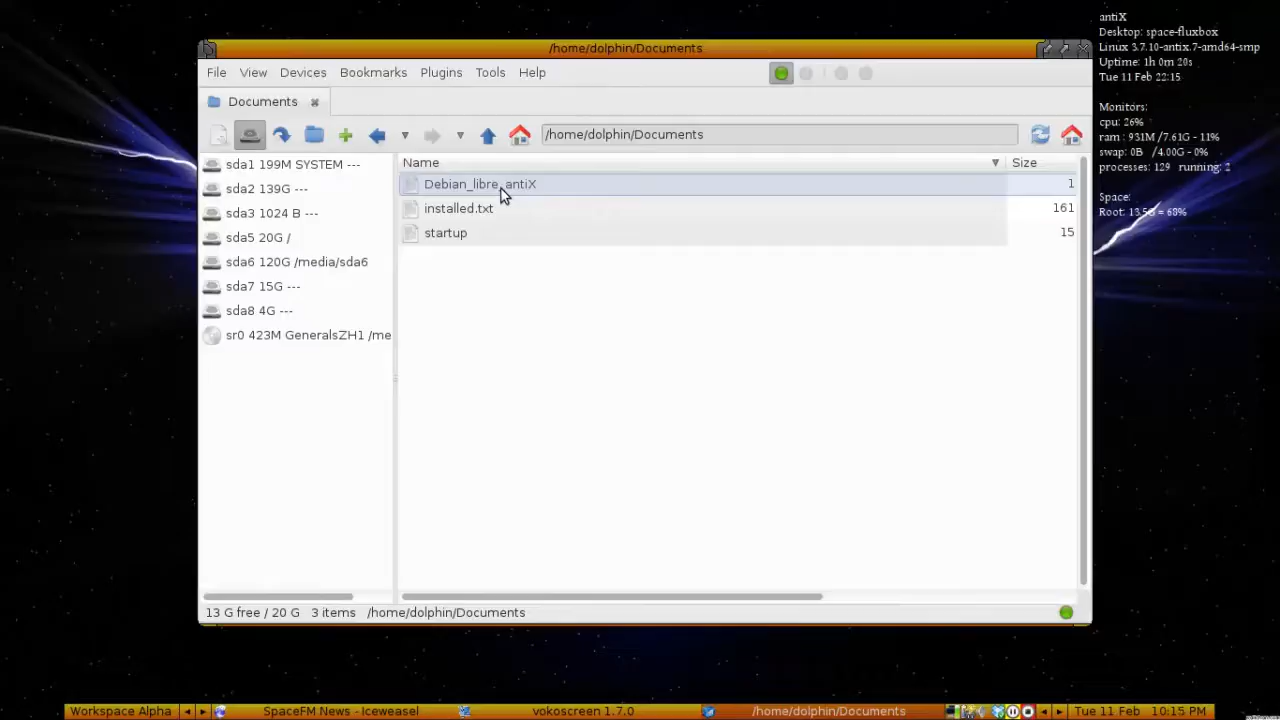 antiX
Desktop: space-fluxbox
Linux 3.7.10-antix.7-amd64-smp
Uptime: 1h 0m 20s
Tue 11 Feb 22:15
Monitors:
cpu: 26%
ram : 931M /7.61G - 11%
swap: 0B /4.00G - 0%
processes: 129 running: 2
Space:
Root: 13.5G = 68%
/home/dolphin/Documents
File View Devices Bookmarks Plugins Tools Help
Documents
/home/dolphin/Documents
sda1 199M SYSTEM ---
sda2 139G ---
sda3 1024 B ---
sda5 20G /
sda6 120G /media/sda6
sda7 15G ---
sda8 4G ---
sr0 423M GeneralsZH1 /me
Name Size
Debian_libre_antiX 1
installed.txt 161
startup 15
13 G free / 20 G 3 items /home/dolphin/Documents
Workspace Alpha SpaceFM News - Iceweasel vokoscreen 1.7.0 /home/dolphin/Documents Tue 11 Feb 10:15 PM